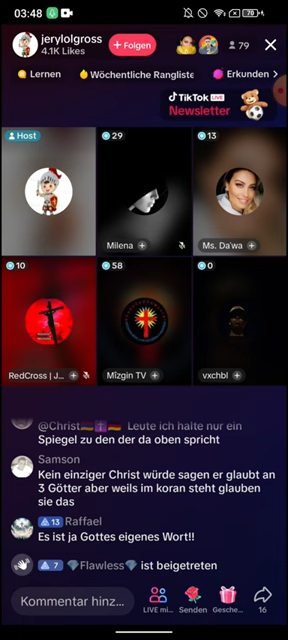 03:48
70
jerylolgross
4.1K Likes
+ Folgen
79
Lernen
Wöchentliche Rangliste
Erkunden
TikTok LIVE
Newsletter
Host
29
13
Milena
Ms. Da'wa
10
58
0
RedCross | J...
Mîzgin TV
vxchbl
@Christ Leute ich halte nur ein
Spiegel zu den der da oben spricht
Samson
Kein einziger Christ würde sagen er glaubt an
3 Götter aber weils im koran steht glauben
sie das
13 Raffael
Es ist ja Gottes eigenes Wort!!
7 💎Flawless💎 ist beigetreten
Kommentar hinz...
LIVE mi...
Senden
Gesche...
16